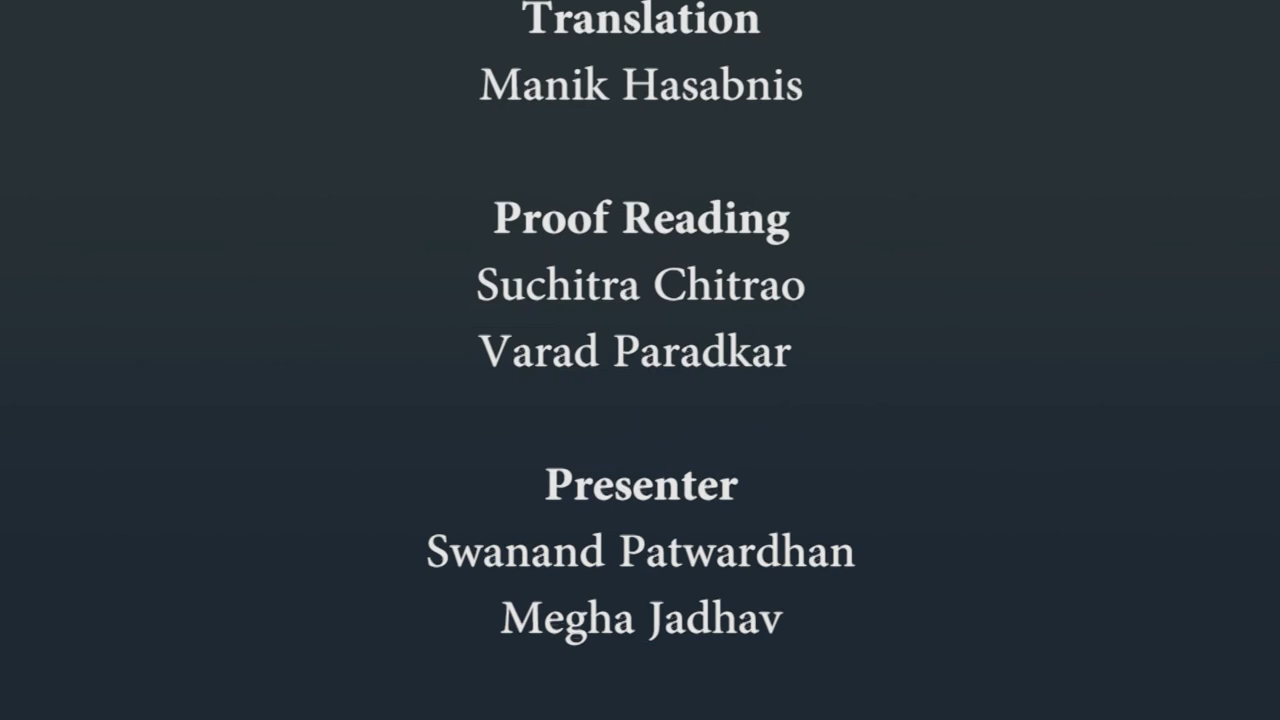 Translation
Manik Hasabnis
Proof Reading
Suchitra Chitrao
Varad Paradkar
Presenter
Swanand Patwardhan
Megha Jadhav